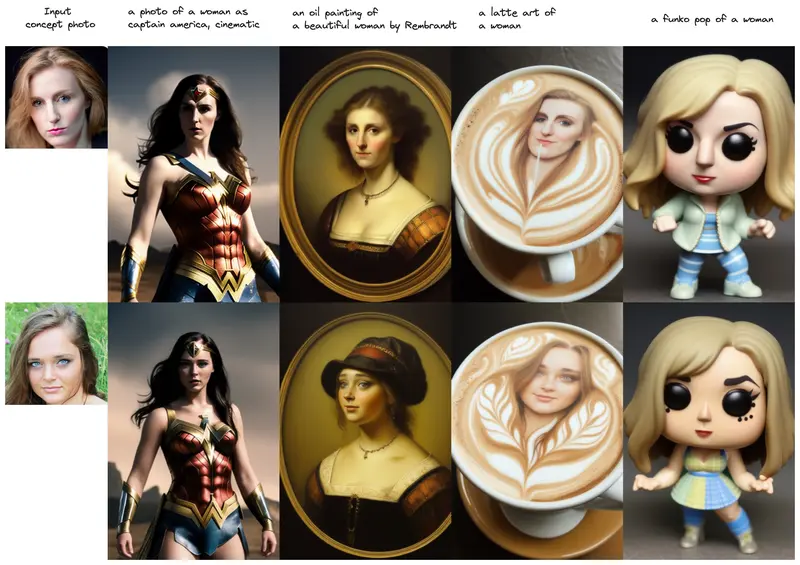 Input
concept photo
a photo of a woman as
captain america, cinematic
an oil painting of
a beautiful woman by Rembrandt
a latte art of
a woman
a funko pop of a woman